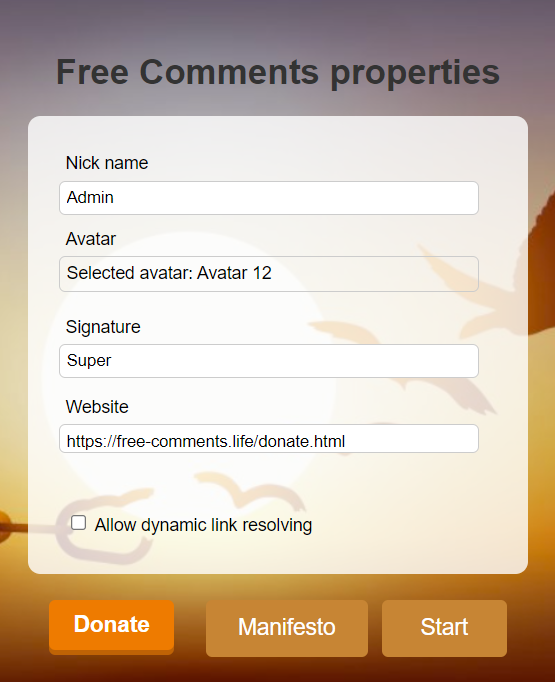 Free Comments properties
Nick name
Admin
Avatar
Selected avatar: Avatar 12
Signature
Super
Website
https://free-comments.life/donate.html
Allow dynamic link resolving
Donate Manifesto Start